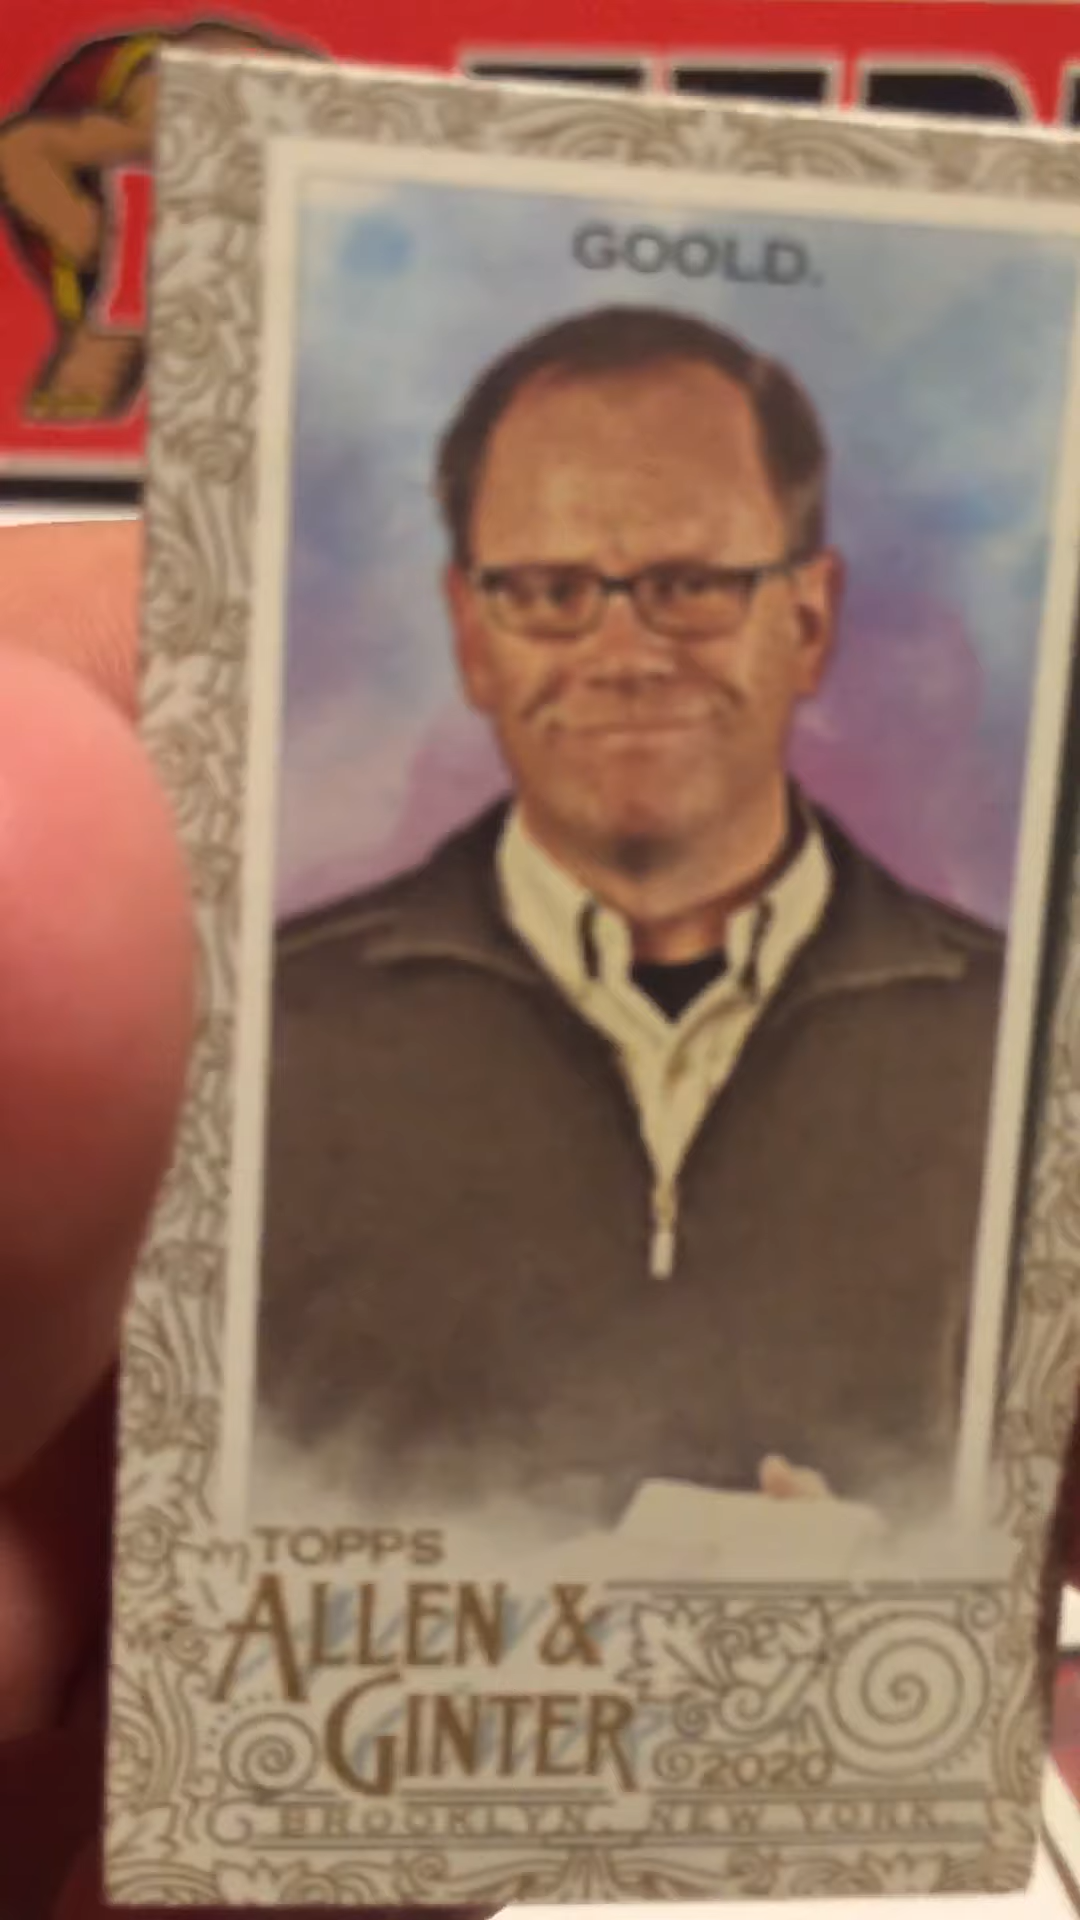 GOOLD.
TOPPS
ALLEN &
GINTER
2020
BROOKLYN, NEW YORK